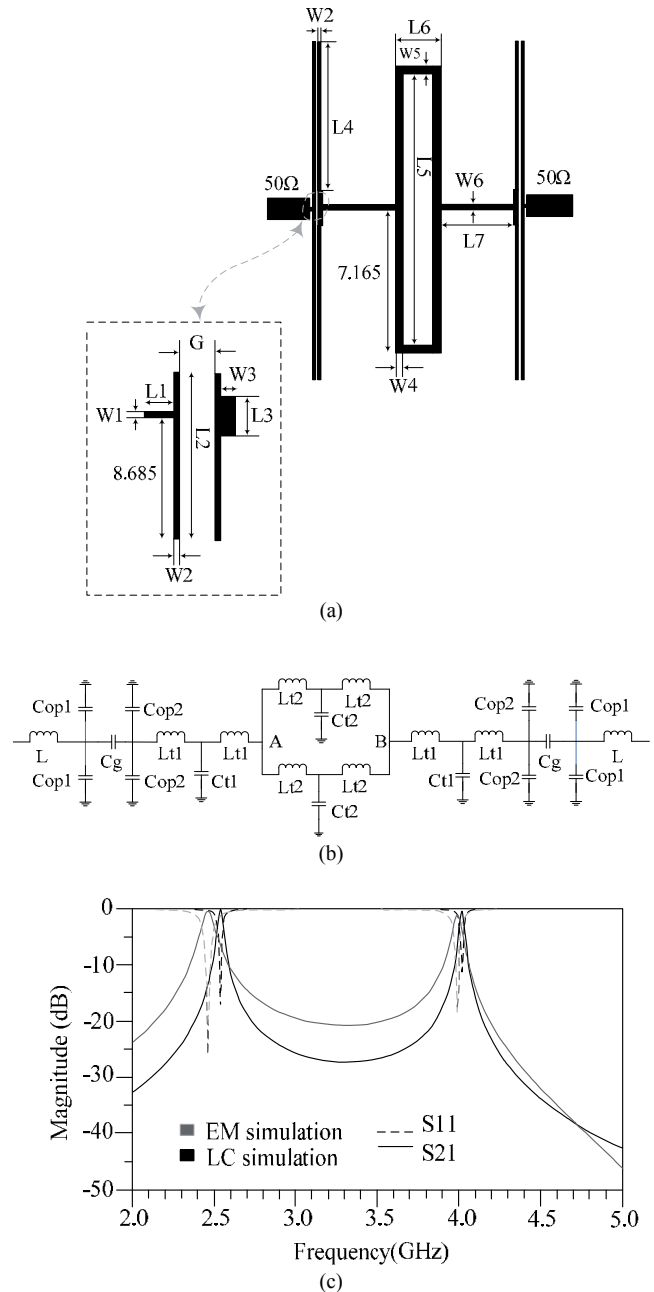 W2
L6
W5
L4
L5
50Ω
W6
50Ω
L7
7.165
W4
G
W3
L1
W1
L2
L3
8.685
W2
(a)
Lt2 Lt2
Cop1 Cop2 Ct2 Cop2 Cop1
L Cg Lt1 Lt1 A B Lt1 Lt1 Cg L
Cop1 Cop2 Ct1 Lt2 Lt2 Ct1 Cop2 Cop1
Ct2
(b)
0
-10
-20
-30
-40
-50
Magnitude (dB)
EM simulation
LC simulation
S11
S21
2.0 2.5 3.0 3.5 4.0 4.5 5.0
Frequency(GHz)
(c)